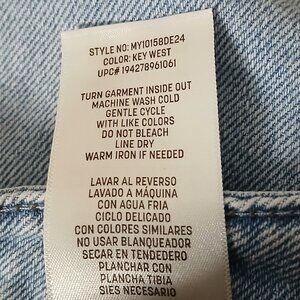 STYLE NO: MY10158DE24
COLOR: KEY WEST
UPC# 194278961061
TURN GARMENT INSIDE OUT
MACHINE WASH COLD
GENTLE CYCLE
WITH LIKE COLORS
DO NOT BLEACH
LINE DRY
WARM IRON IF NEEDED
LAVAR AL REVERSO
LAVADO A MÁQUINA
CON AGUA FRIA
CICLO DELICADO
CON COLORES SIMILARES
NO USAR BLANQUEADOR
SECAR EN TENDEDERO
PLANCHAR CON
PLANCHA TIBIA
SIES NECESARIO